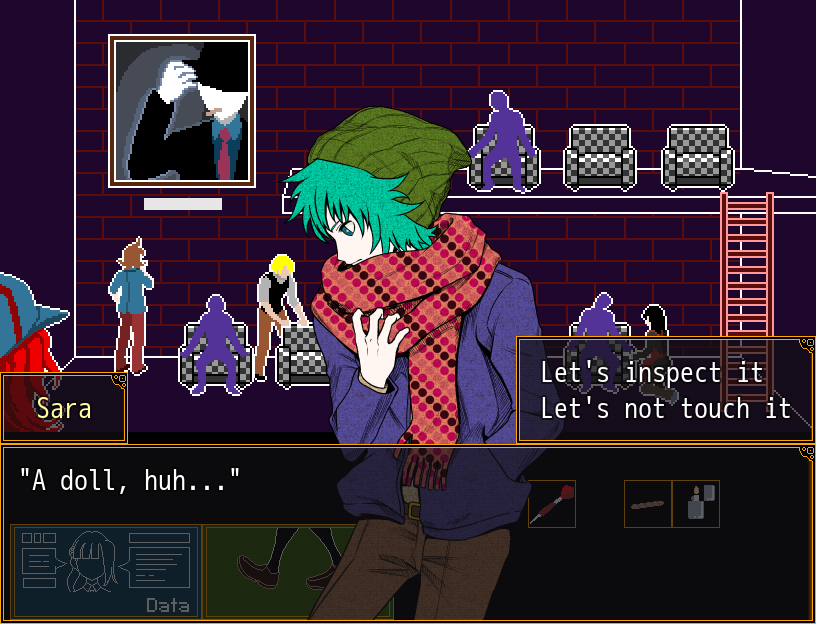 Let's inspect it
Let's not touch it
Sara
"A doll, huh..."
Data